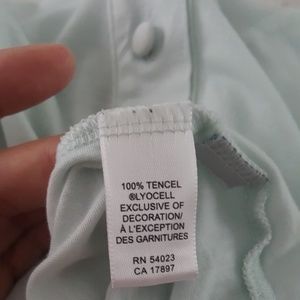 100% TENCEL
®LYOCELL
EXCLUSIVE OF
DECORATION/
À L'EXCEPTION
DES GARNITURES
RN 54023
CA 17897